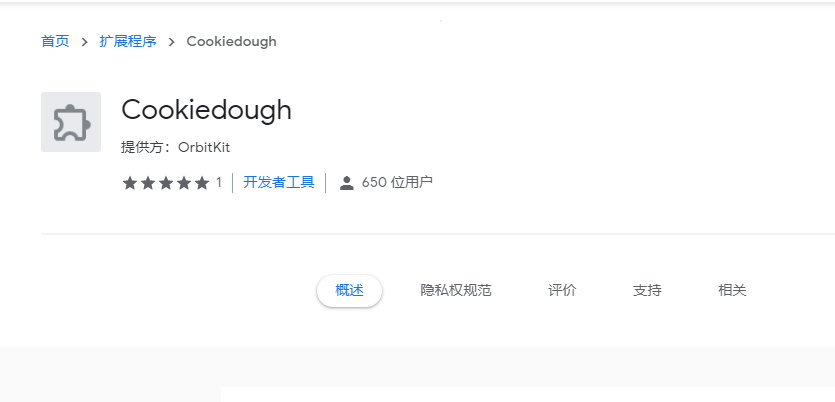 首页 > 扩展程序 > Cookiedough
Cookiedough
提供方：OrbitKit
★★★★★ 1 | 开发者工具 | 650 位用户
概述 隐私权规范 评价 支持 相关